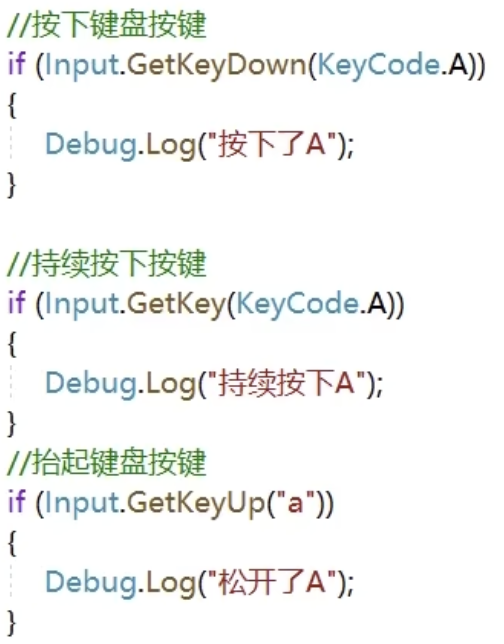 //按下键盘按键
if (Input.GetKeyDown(KeyCode.A))
{
    Debug.Log("按下了A");
}

//持续按下按键
if (Input.GetKey(KeyCode.A))
{
    Debug.Log("持续按下A");
}
//抬起键盘按键
if (Input.GetKeyUp("a"))
{
    Debug.Log("松开了A");
}